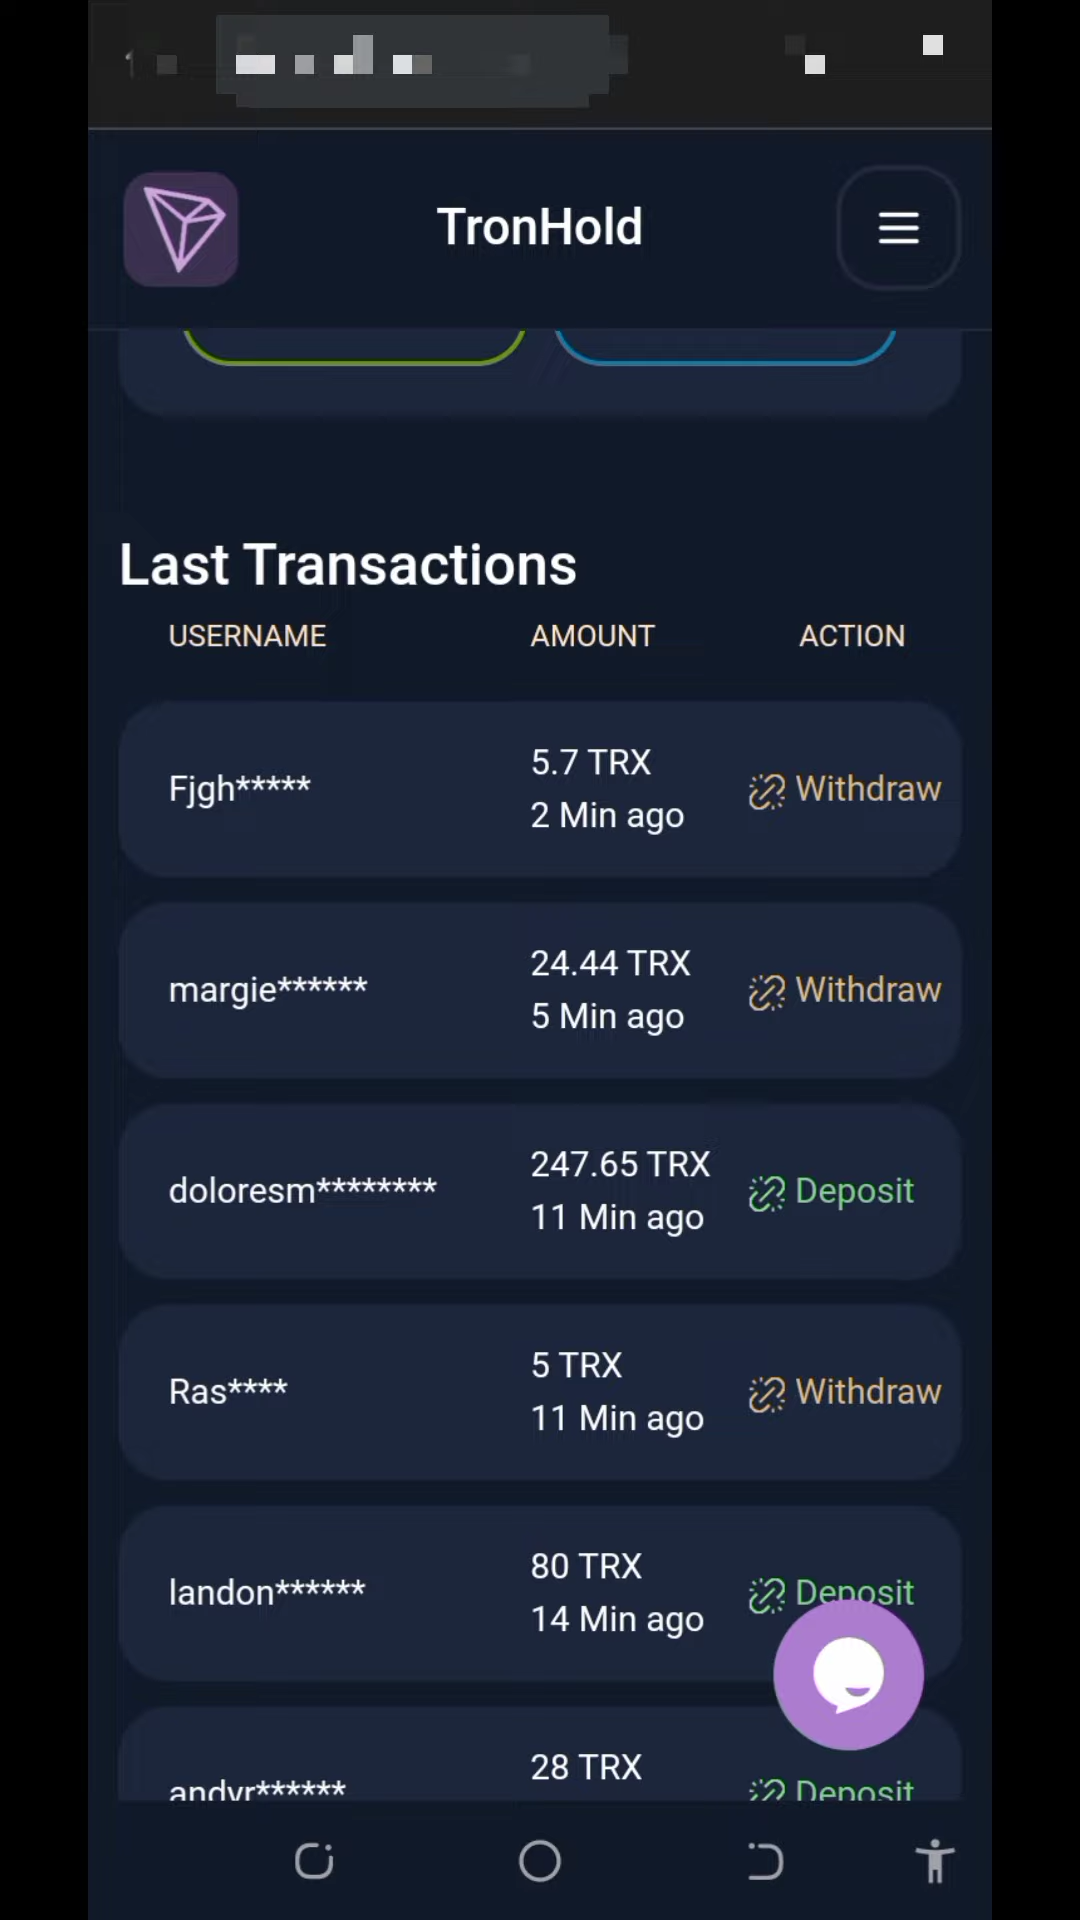 TronHold
Last Transactions
USERNAME AMOUNT ACTION
Fjgh***** 5.7 TRX Withdraw
2 Min ago
margie****** 24.44 TRX Withdraw
5 Min ago
doloresm******** 247.65 TRX Deposit
11 Min ago
Ras**** 5 TRX Withdraw
11 Min ago
landon****** 80 TRX Deposit
14 Min ago
andyr****** 28 TRX Deposit